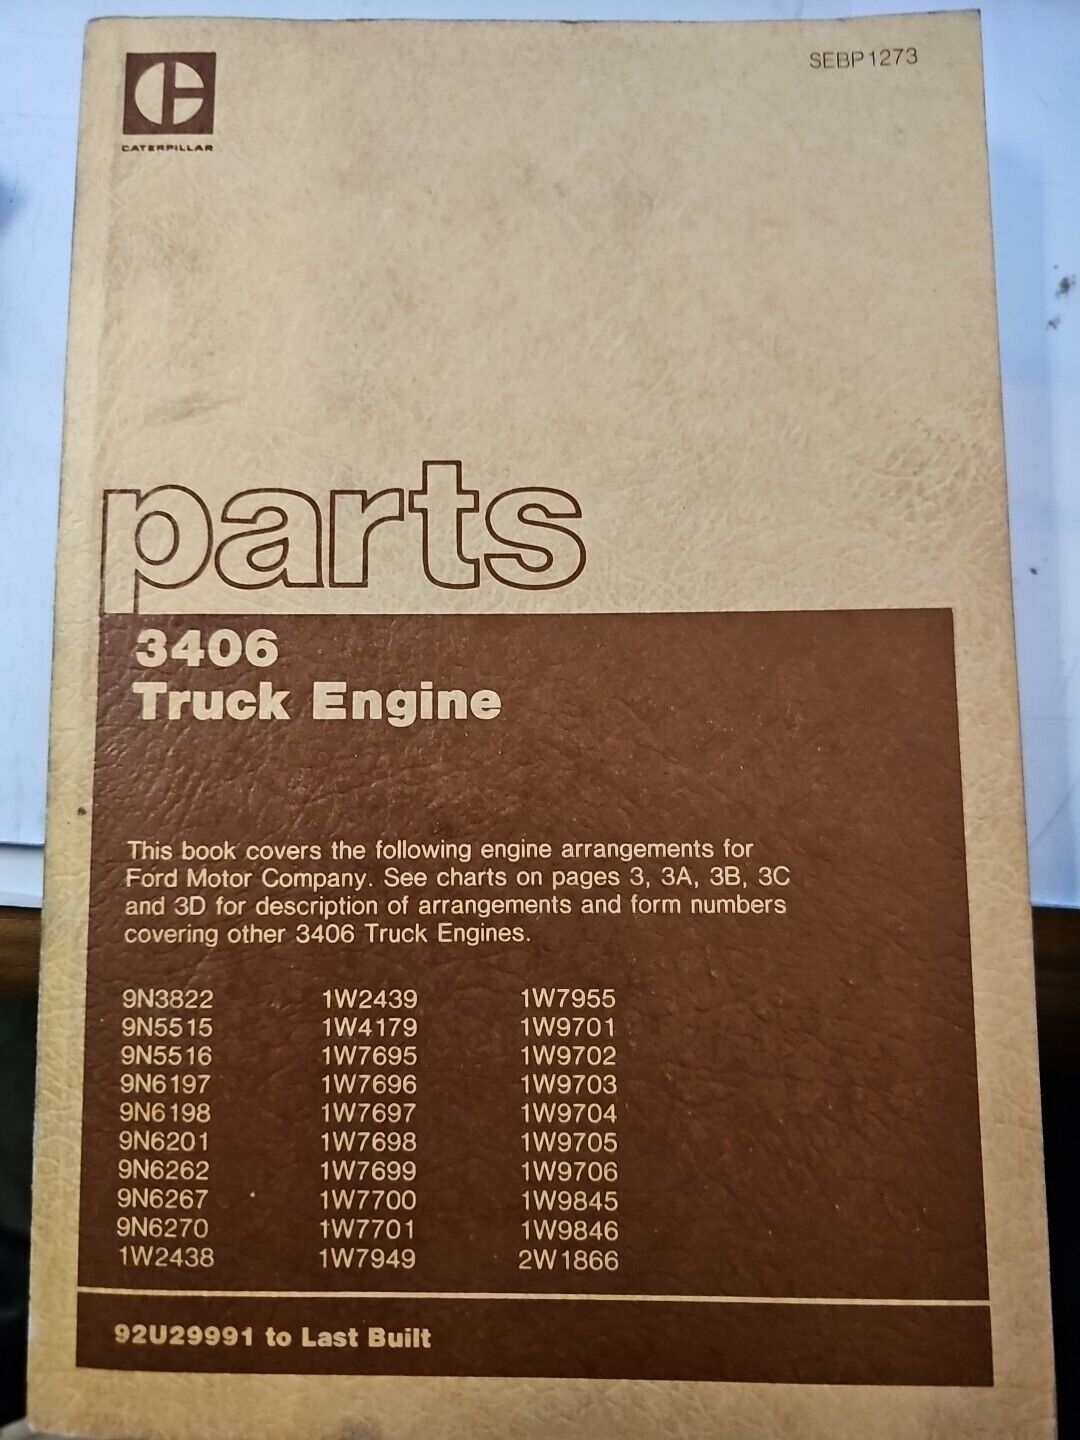 SEBP1273
CATERPILLAR
parts
3406
Truck Engine
This book covers the following engine arrangements for
Ford Motor Company. See charts on pages 3, 3A, 3B, 3C
and 3D for description of arrangements and form numbers
covering other 3406 Truck Engines.
9N3822 1W2439 1W7955
9N5515 1W4179 1W9701
9N5516 1W7695 1W9702
9N6197 1W7696 1W9703
9N6198 1W7697 1W9704
9N6201 1W7698 1W9705
9N6262 1W7699 1W9706
9N6267 1W7700 1W9845
9N6270 1W7701 1W9846
1W2438 1W7949 2W1866
92U29991 to Last Built